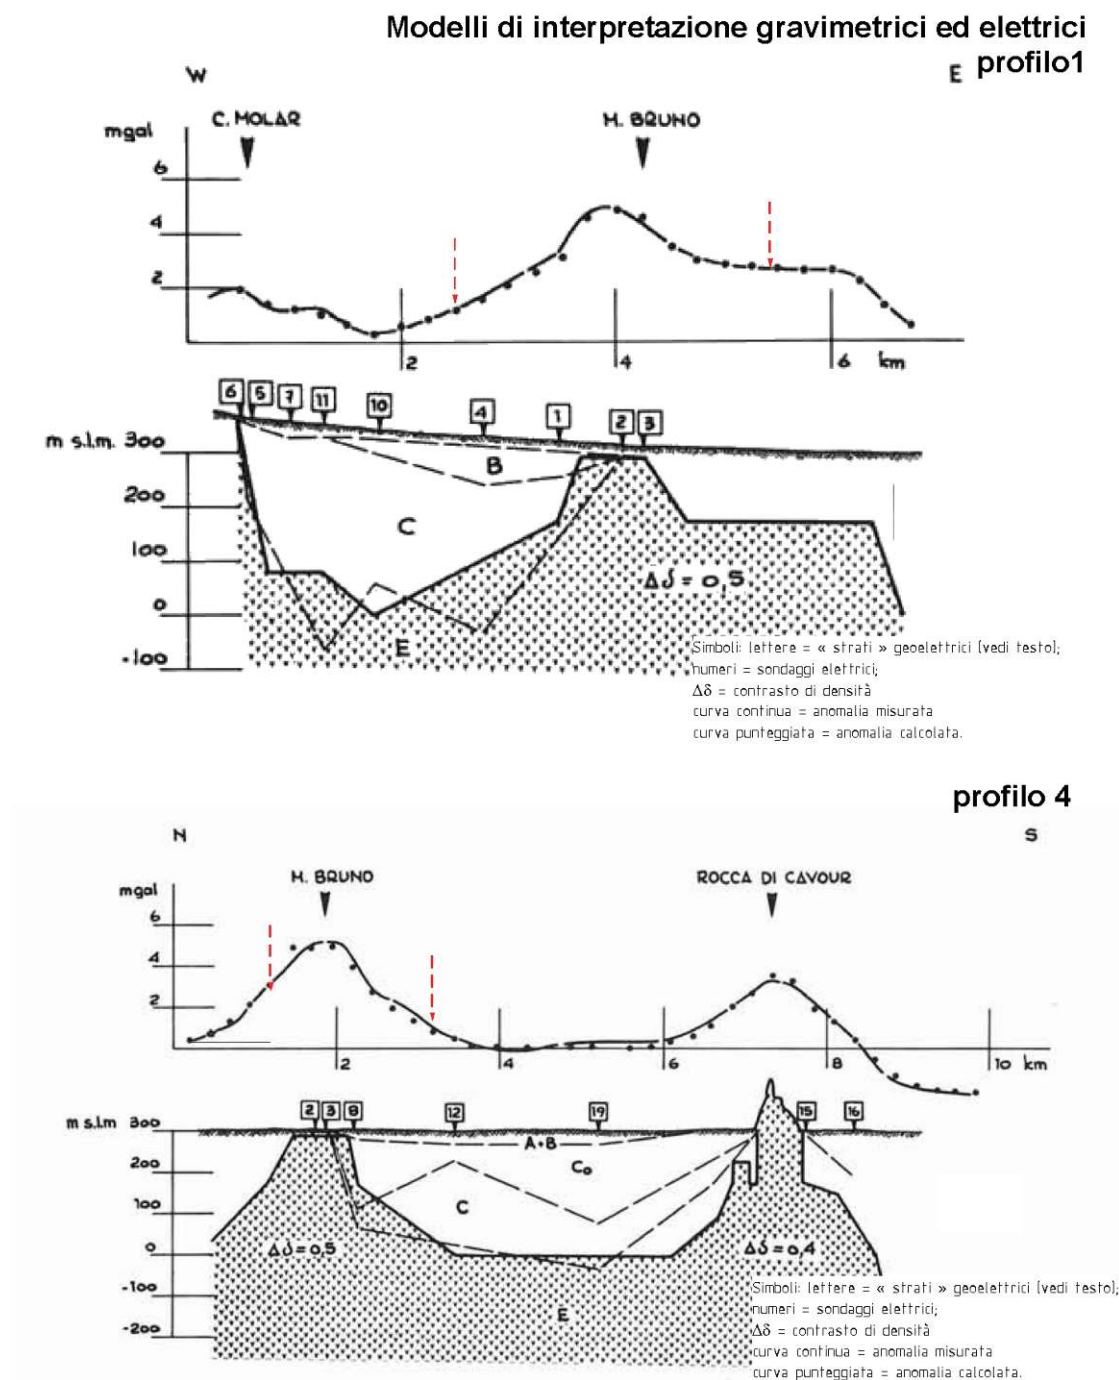 Modelli di interpretazione gravimetrici ed elettrici
profilo1
W E
C. MOLAR M. BRUNO
mgal
6
4
2
2 4 6 km
6 5 7 11 10 4 1 2 3
m s.l.m. 300
B
200
C
100
Δδ = 0,5
0
E
-100
Simboli: lettere = « strati » geoelettrici (vedi testo);
numeri = sondaggi elettrici;
Δδ = contrasto di densità
curva continua = anomalia misurata
curva punteggiata = anomalia calcolata.
profilo 4
N S
M. BRUNO ROCCA DI CAVOUR
mgal
6
4
2
2 4 6 8 10 km
2 3 8 12 19 15 16
m s.l.m 300
A+B
200
Co
100
C
0
Δδ=0,5 Δδ=0,4
-100
E
-200
Simboli: lettere = « strati » geoelettrici (vedi testo);
numeri = sondaggi elettrici;
Δδ = contrasto di densità
curva continua = anomalia misurata
curva punteggiata = anomalia calcolata.